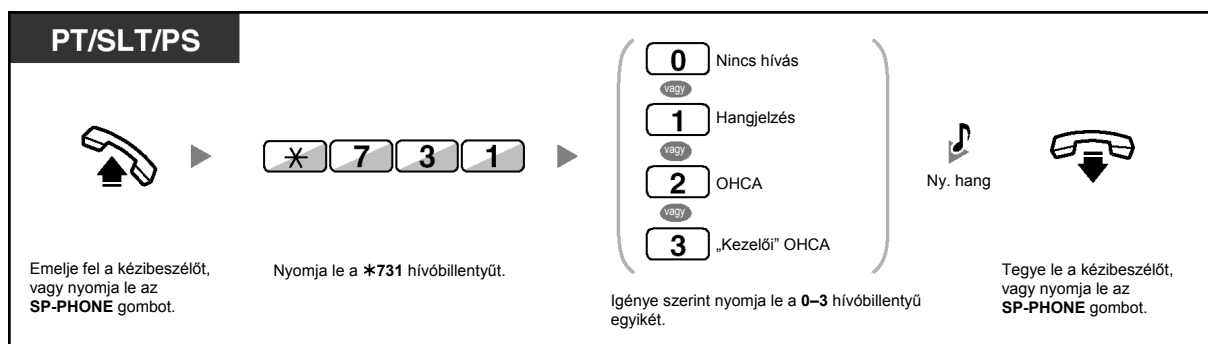 PT/SLT/PS
0 Nincs hívás
vagy
1 Hangjelzés
vagy
2 OHCA
vagy
3 „Kezelői” OHCA
∗ 7 3 1
Ny. hang
Emelje fel a kézibeszélőt,
vagy nyomja le az
SP-PHONE gombot.
Nyomja le a ∗731 hívóbillentyűt.
Igénye szerint nyomja le a 0–3 hívóbillentyű
egyikét.
Tegye le a kézibeszélőt,
vagy nyomja le az
SP-PHONE gombot.